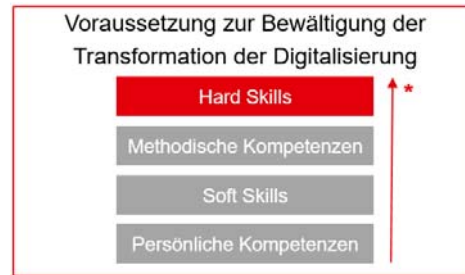 Voraussetzung zur Bewältigung der
Transformation der Digitalisierung
Hard Skills
*
Methodische Kompetenzen
Soft Skills
Persönliche Kompetenzen